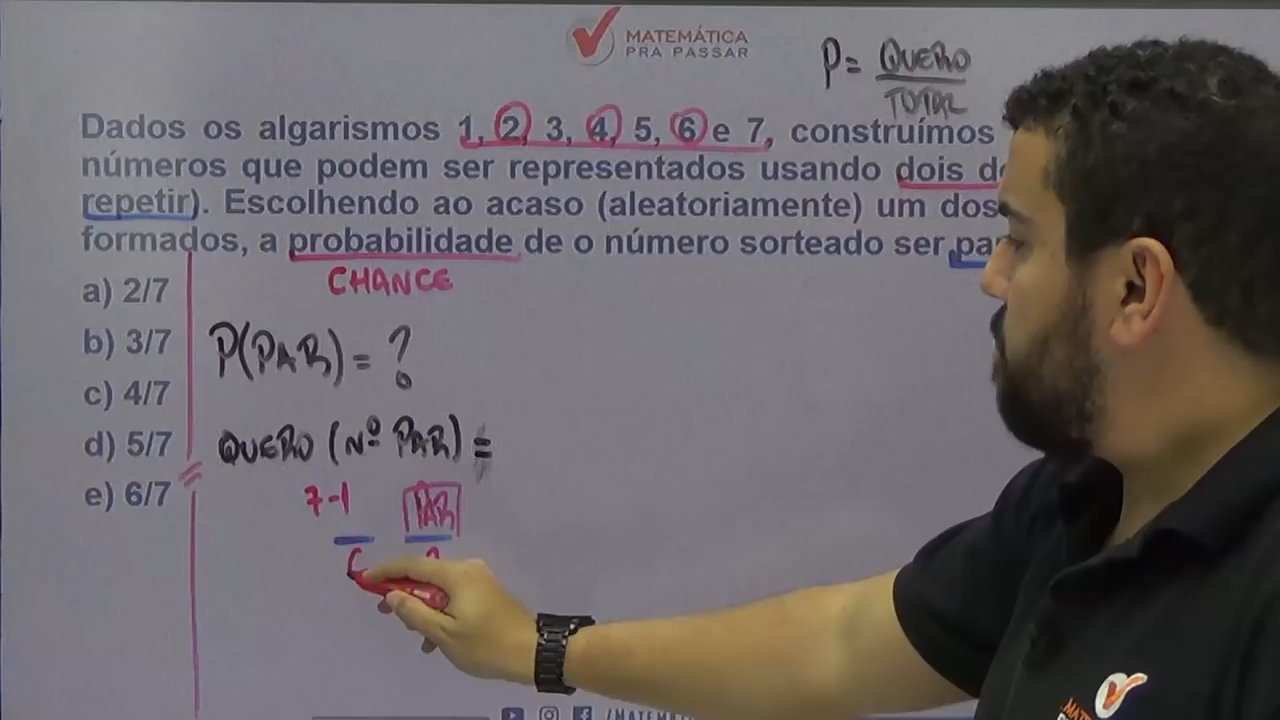 MATEMÁTICA
PRA PASSAR
P = QUERO
TOTAL
Dados os algarismos 1, 2, 3, 4, 5, 6 e 7, construímos
números que podem ser representados usando dois
repetir). Escolhendo ao acaso (aleatoriamente) um dos
formados, a probabilidade de o número sorteado ser
CHANCE
a) 2/7
b) 3/7
c) 4/7
d) 5/7
e) 6/7
P(PAR) = ?
QUERO (Nº PAR) =
7-1 PAR